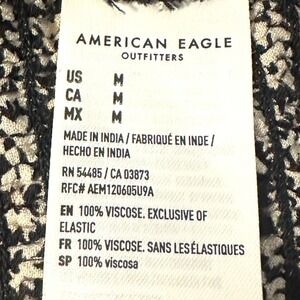 AMERICAN EAGLE
OUTFITTERS
US M
CA M
MX M
MADE IN INDIA / FABRIQUÉ EN INDE /
HECHO EN INDIA
RN 54485 / CA 03873
RFC# AEM120605U9A
EN 100% VISCOSE. EXCLUSIVE OF
ELASTIC
FR 100% VISCOSE. SANS LES ÉLASTIQUES
SP 100% viscosa